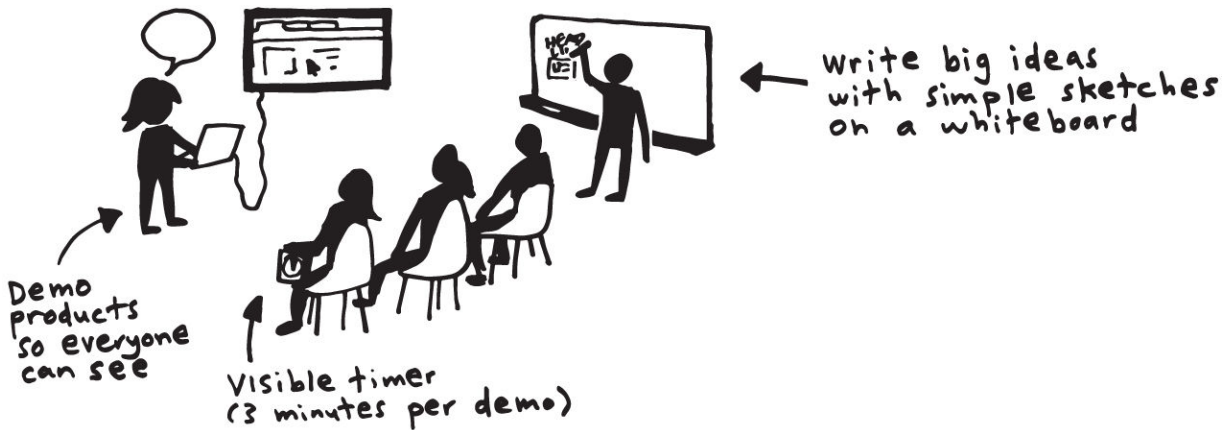 HEAD
Write big ideas
with simple sketches
on a whiteboard
Demo
products
so everyone
can see
Visible timer
(3 minutes per demo)